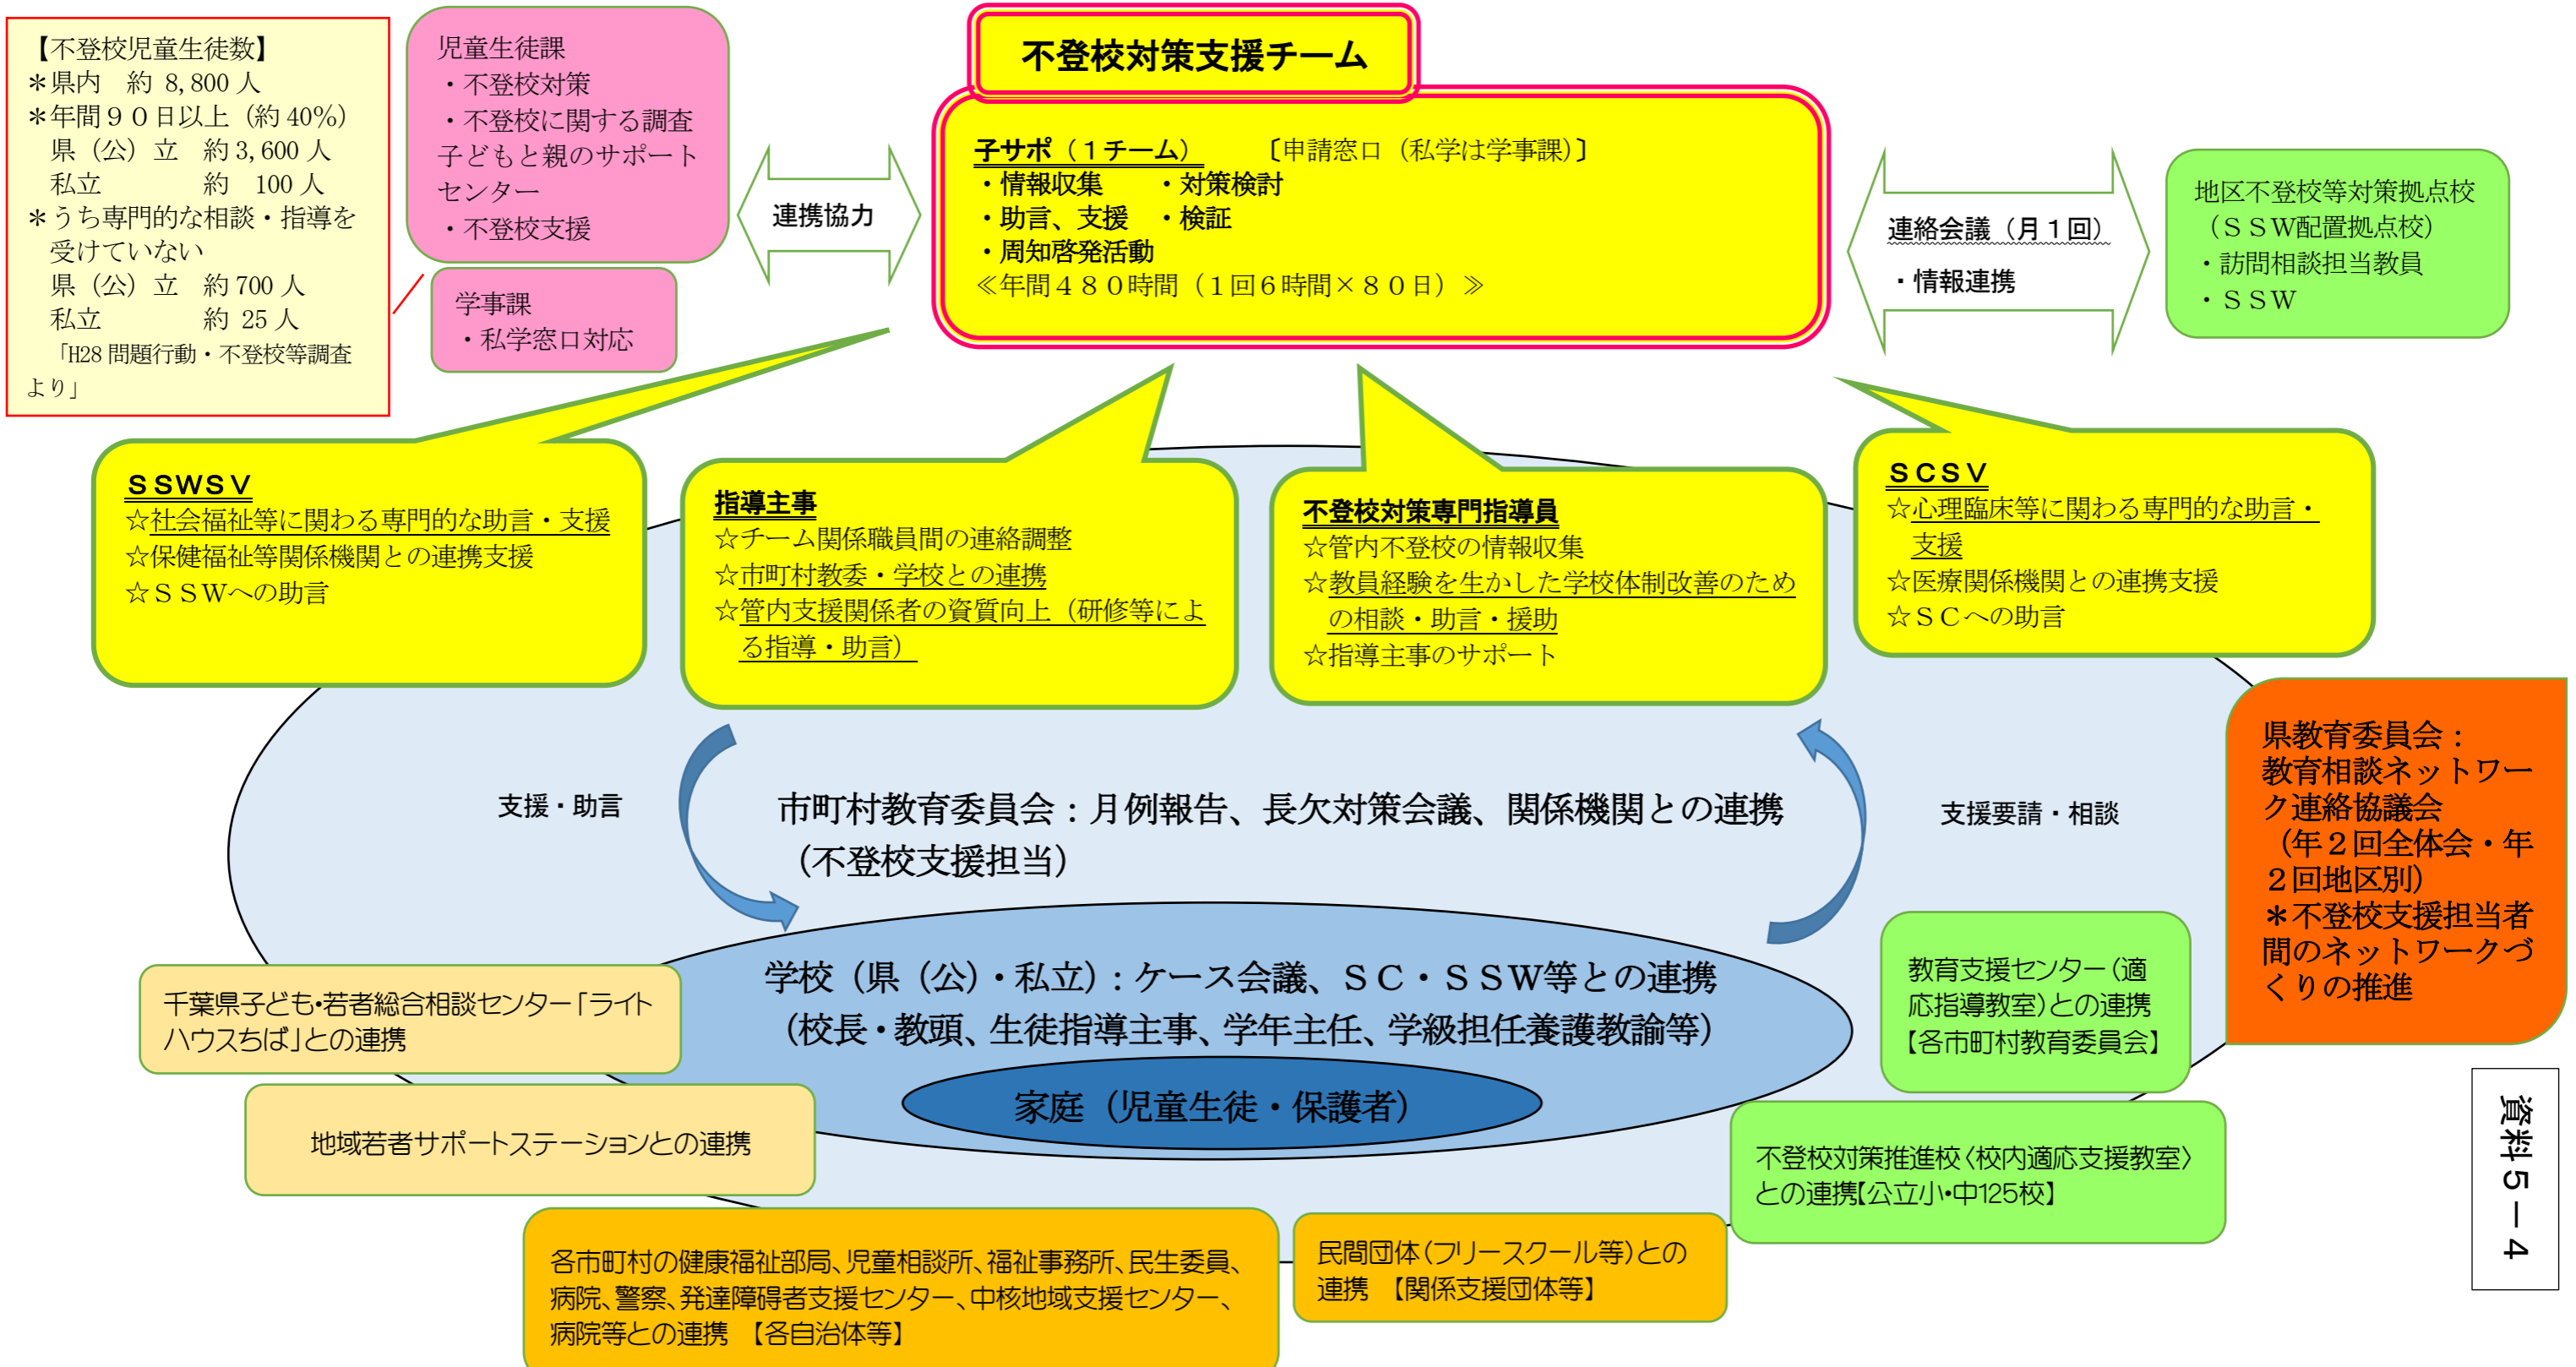 【不登校児童生徒数】
＊県内　約 8,800 人
＊年間９０日以上（約 40％）
県（公）立　約 3,600 人
私立　　　　約　100 人
＊うち専門的な相談・指導を
受けていない
県（公）立　約 700 人
私立　　　　約 25 人
「H28 問題行動・不登校等調査
より」
児童生徒課
・不登校対策
・不登校に関する調査
子どもと親のサポート
センター
・不登校支援
学事課
・私学窓口対応
連携協力
不登校対策支援チーム
子サポ（１チーム）　　〔申請窓口（私学は学事課）〕
・情報収集　　・対策検討
・助言、支援　・検証
・周知啓発活動
≪年間４８０時間（１回６時間×８０日）≫
連絡会議（月１回）
・情報連携
地区不登校等対策拠点校
（ＳＳＷ配置拠点校）
・訪問相談担当教員
・ＳＳＷ
ＳＳＷＳＶ
☆社会福祉等に関わる専門的な助言・支援
☆保健福祉等関係機関との連携支援
☆ＳＳＷへの助言
指導主事
☆チーム関係職員間の連絡調整
☆市町村教委・学校との連携
☆管内支援関係者の資質向上（研修等によ
る指導・助言）
不登校対策専門指導員
☆管内不登校の情報収集
☆教員経験を生かした学校体制改善のため
の相談・助言・援助
☆指導主事のサポート
ＳＣＳＶ
☆心理臨床等に関わる専門的な助言・
支援
☆医療関係機関との連携支援
☆ＳＣへの助言
支援・助言
市町村教育委員会：月例報告、長欠対策会議、関係機関との連携
（不登校支援担当）
支援要請・相談
県教育委員会：
教育相談ネットワー
ク連絡協議会
（年２回全体会・年
２回地区別）
＊不登校支援担当者
間のネットワークづ
くりの推進
学校（県（公）・私立）：ケース会議、ＳＣ・ＳＳＷ等との連携
（校長・教頭、生徒指導主事、学年主任、学級担任養護教諭等）
家庭（児童生徒・保護者）
千葉県子ども・若者総合相談センター「ライト
ハウスちば」との連携
地域若者サポートステーションとの連携
教育支援センター（適
応指導教室）との連携
【各市町村教育委員会】
不登校対策推進校〈校内適応支援教室〉
との連携【公立小・中125校】
各市町村の健康福祉部局、児童相談所、福祉事務所、民生委員、
病院、警察、発達障碍者支援センター、中核地域支援センター、
病院等との連携　【各自治体等】
民間団体（フリースクール等）との
連携　【関係支援団体等】
資料５－４